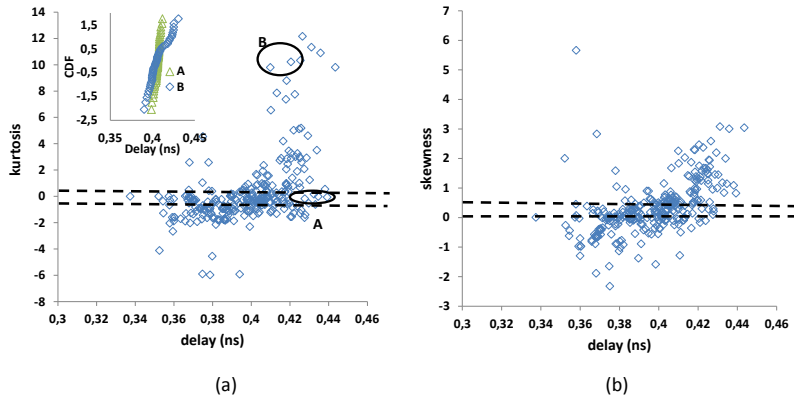 14
12
10
8
6
4
2
0
-2
-4
-6
-8
kurtosis
0,3 0,32 0,34 0,36 0,38 0,4 0,42 0,44 0,46
delay (ns)
1,5
0,5
-0,5
-1,5
-2,5
CDF
0,35 0,4 0,45
Delay (ns)
A
B
B
A
(a)
7
6
5
4
3
2
1
0
-1
-2
-3
skewness
0,3 0,32 0,34 0,36 0,38 0,4 0,42 0,44 0,46
delay (ns)
(b)